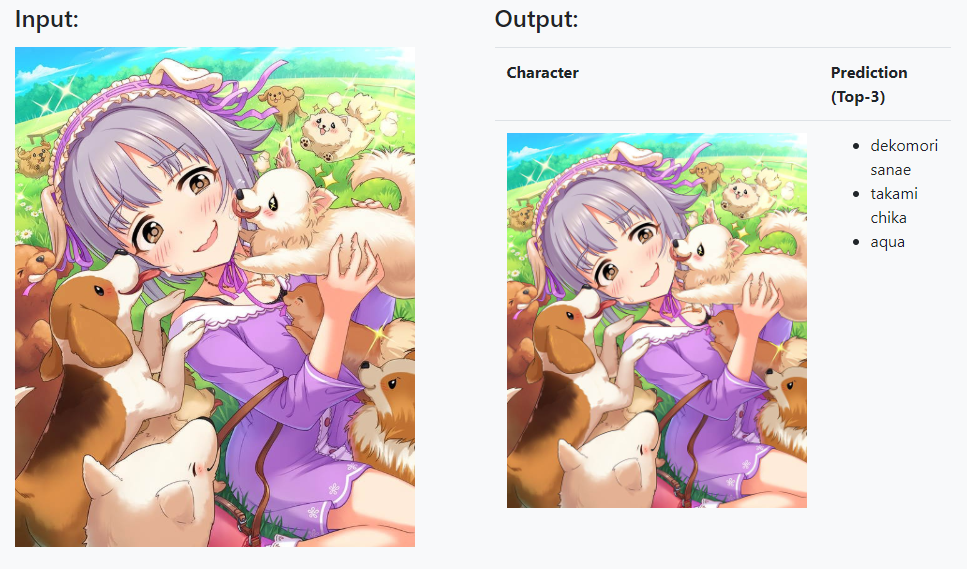 Input:
Output:
Character
Prediction
(Top-3)
dekomori
sanae
takami
chika
aqua